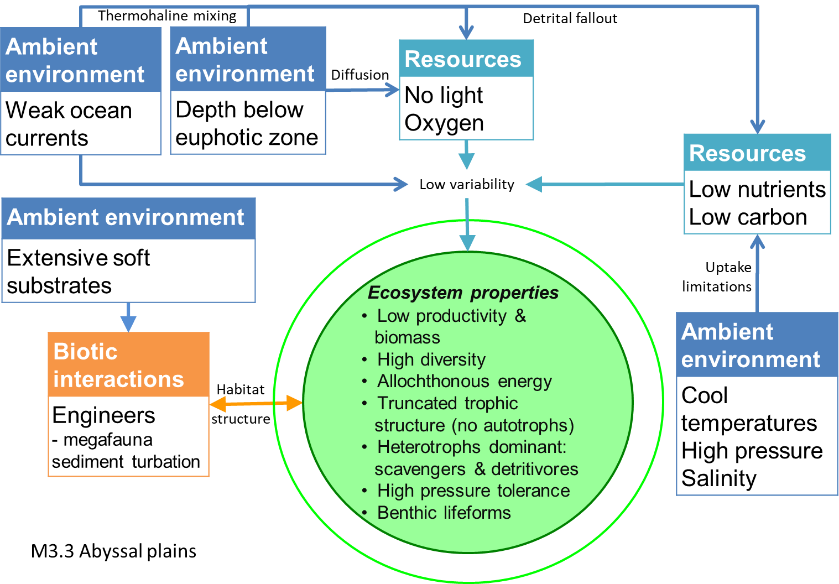 Thermohaline mixing
Detrital fallout
Ambient
environment
Weak ocean
currents
Ambient
environment
Depth below
euphotic zone
Diffusion
Resources
No light
Oxygen
Resources
Low nutrients
Low carbon
Low variability
Ambient environment
Extensive soft
substrates
Uptake
limitations
Ambient
environment
Cool
temperatures
High pressure
Salinity
Biotic
interactions
Engineers
- megafauna
sediment turbation
Habitat
structure
Ecosystem properties
• Low productivity &
biomass
• High diversity
• Allochthonous energy
• Truncated trophic
structure (no autotrophs)
• Heterotrophs dominant:
scavengers & detritivores
• High pressure tolerance
• Benthic lifeforms
M3.3 Abyssal plains